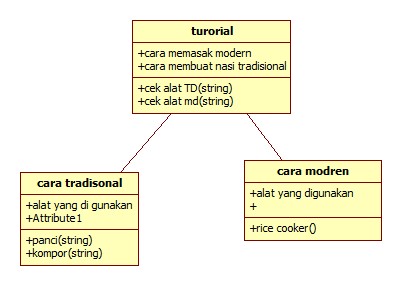 turorial
+cara memasak modern
+cara membuat nasi tradisional
+cek alat TD(string)
+cek alat md(string)
cara tradisonal
+alat yang di gunakan
+Attribute1
+panci(string)
+kompor(string)
cara modren
+alat yang digunakan
+
+rice cooker()